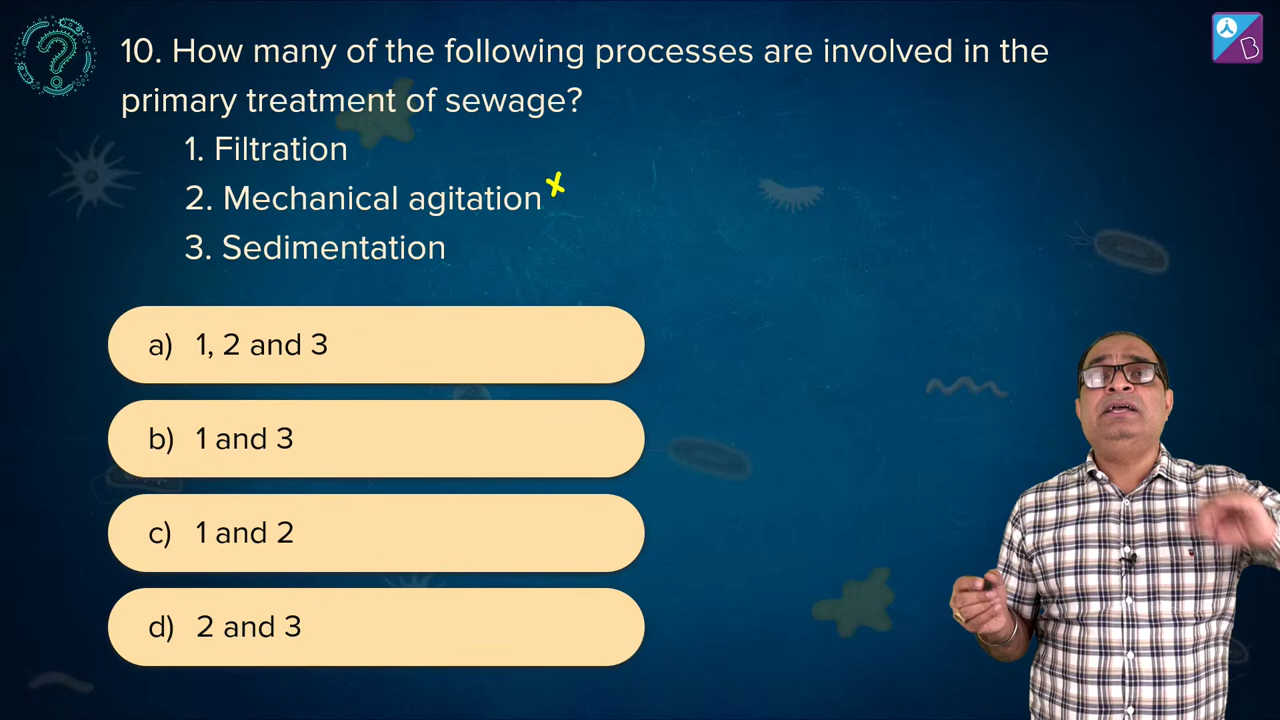 10. How many of the following processes are involved in the
primary treatment of sewage?
1. Filtration
2. Mechanical agitation x
3. Sedimentation
a) 1, 2 and 3
b) 1 and 3
c) 1 and 2
d) 2 and 3
B